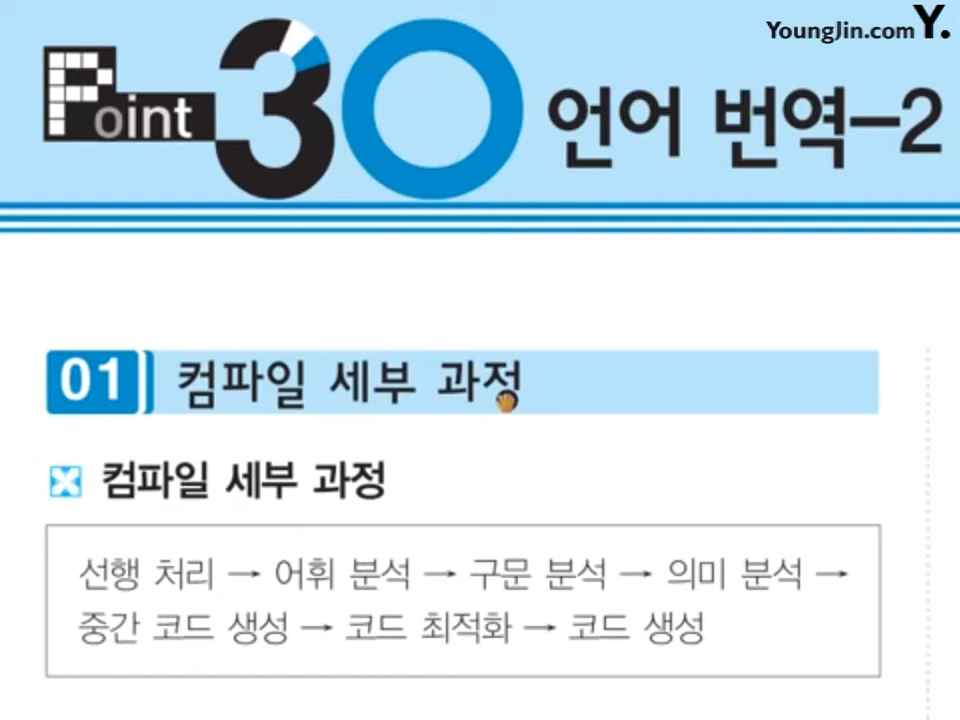 YoungJin.com Y.
Point 30 언어 번역-2
01 컴파일 세부 과정
컴파일 세부 과정
선행 처리 → 어휘 분석 → 구문 분석 → 의미 분석 →
중간 코드 생성 → 코드 최적화 → 코드 생성